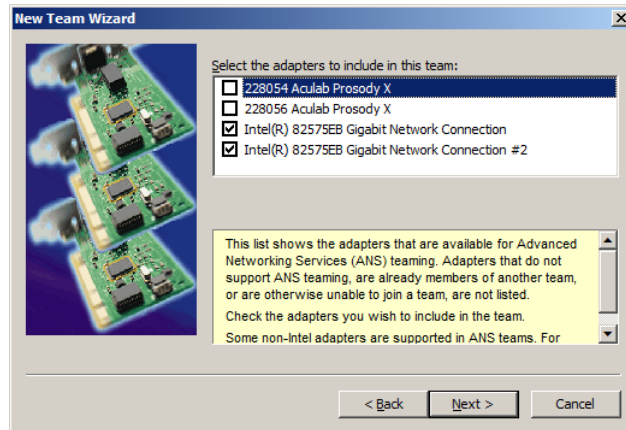 New Team Wizard
Select the adapters to include in this team:
228054 Aculab Prosody X
228056 Aculab Prosody X
Intel(R) 82575EB Gigabit Network Connection
Intel(R) 82575EB Gigabit Network Connection #2
This list shows the adapters that are available for Advanced
Networking Services (ANS) teaming. Adapters that do not
support ANS teaming, are already members of another team,
or are otherwise unable to join a team, are not listed.
Check the adapters you wish to include in the team.
Some non-Intel adapters are supported in ANS teams. For
< Back
Next >
Cancel